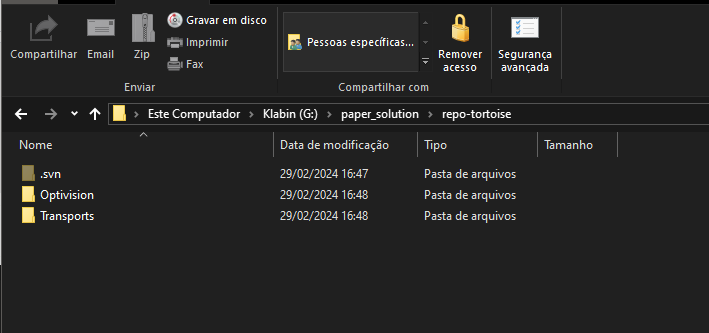 Compartilhar
Email
Zip
Gravar em disco
Imprimir
Fax
Enviar
Pessoas específicas...
Compartilhar com
Remover
acesso
Segurança
avançada
Este Computador > Klabin (G:) > paper_solution > repo-tortoise
Nome Data de modificação Tipo Tamanho
.svn 29/02/2024 16:47 Pasta de arquivos
Optivision 29/02/2024 16:48 Pasta de arquivos
Transports 29/02/2024 16:48 Pasta de arquivos